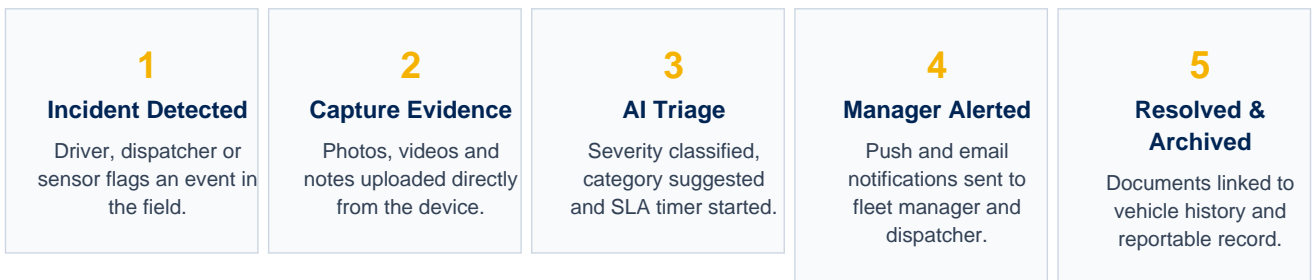 1
Incident Detected
Driver, dispatcher or
sensor flags an event in
the field.
2
Capture Evidence
Photos, videos and
notes uploaded directly
from the device.
3
AI Triage
Severity classified,
category suggested
and SLA timer started.
4
Manager Alerted
Push and email
notifications sent to
fleet manager and
dispatcher.
5
Resolved &
Archived
Documents linked to
vehicle history and
reportable record.